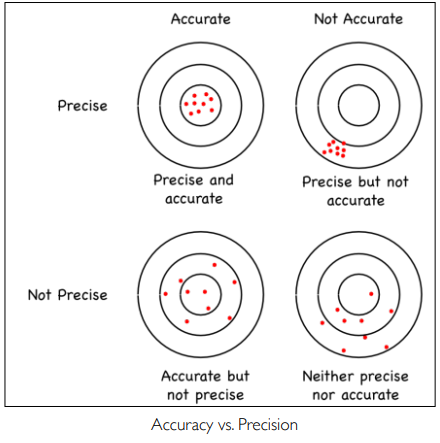 Accurate
Not Accurate
Precise
Precise and
accurate
Precise but not
accurate
Not Precise
Accurate but
not precise
Neither precise
nor accurate
Accuracy vs. Precision